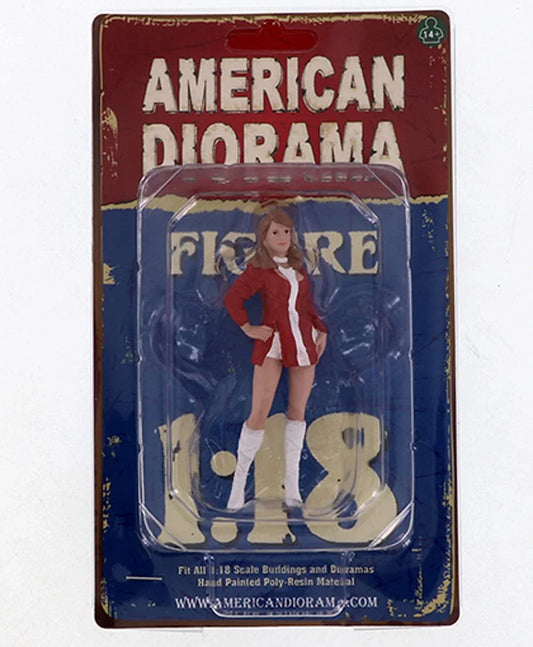 14+
AMERICAN
DIORAMA
FIGURE
1:18
Fit All 1:18 Scale Buildings and Dioramas
Hand Painted Poly-Resin Material
WWW.AMERICANDIORAMA.COM